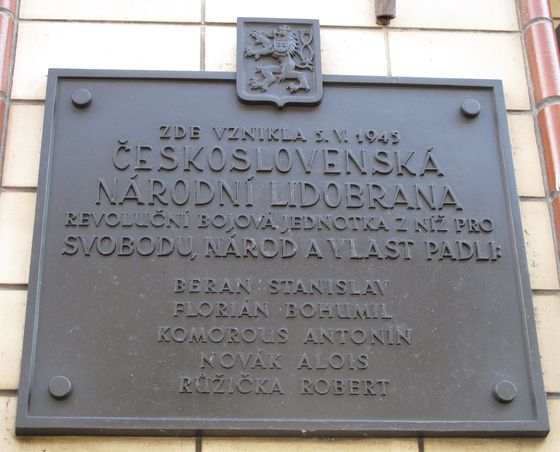 ZDE VZNIKLA 5. V. 1945
ČESKOSLOVENSKÁ
NÁRODNÍ LIDOBRANA
REVOLUČNÍ BOJOVÁ JEDNOTKA Z NÍŽ PRO
SVOBODU, NÁROD A VLAST PADLI:
BERAN STANISLAV
FLORIÁN BOHUMIL
KOMOROUS ANTONÍN
NOVÁK ALOIS
RŮŽIČKA ROBERT